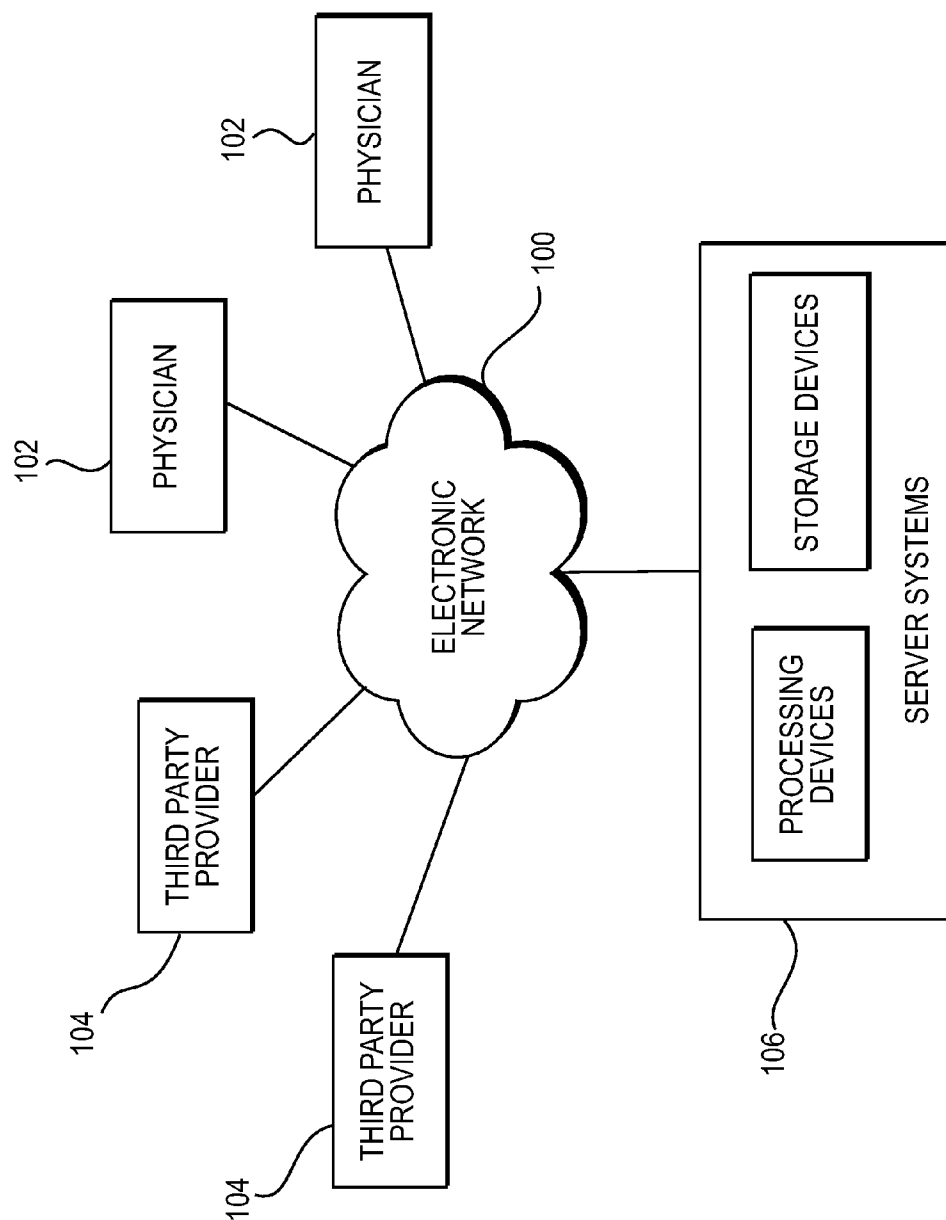 102
104
PHYSICIAN
THIRD PARTY
PROVIDER
102
104
THIRD PARTY
PROVIDER
PHYSICIAN
ELECTRONIC
NETWORK
100
106
PROCESSING
DEVICES
STORAGE DEVICES
SERVER SYSTEMS